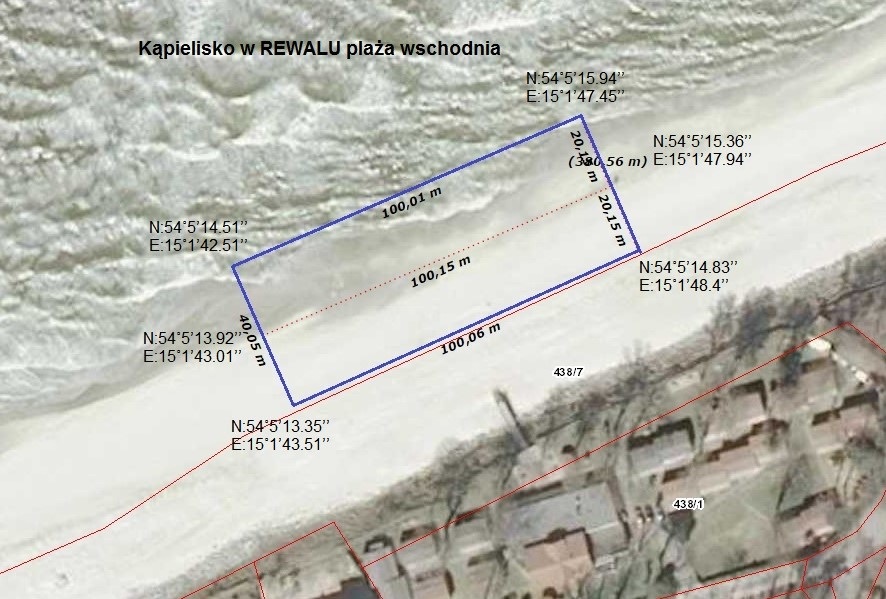 Kąpielisko w REWALU plaża wschodnia
N:54°5'15.94''
E:15°1'47.45''
N:54°5'15.36''
E:15°1'47.94''
20,15 m
(380,56 m)
20,15 m
100,01 m
N:54°5'14.51''
E:15°1'42.51''
100,15 m
N:54°5'14.83''
E:15°1'48.4''
N:54°5'13.92''
E:15°1'43.01''
40,05 m
100,06 m
438/7
N:54°5'13.35''
E:15°1'43.51''
438/1